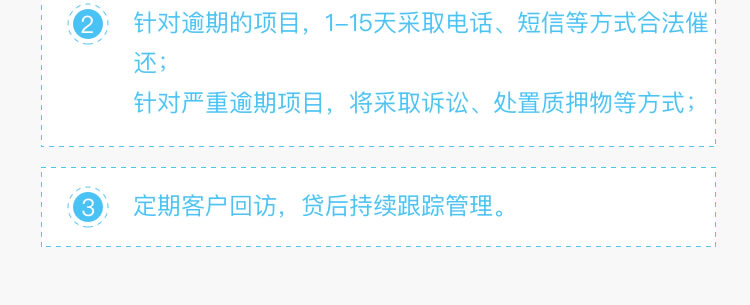 2 针对逾期的项目，1-15天采取电话、短信等方式合法催
还；
针对严重逾期项目，将采取诉讼、处置质押物等方式；
3 定期客户回访，贷后持续跟踪管理。